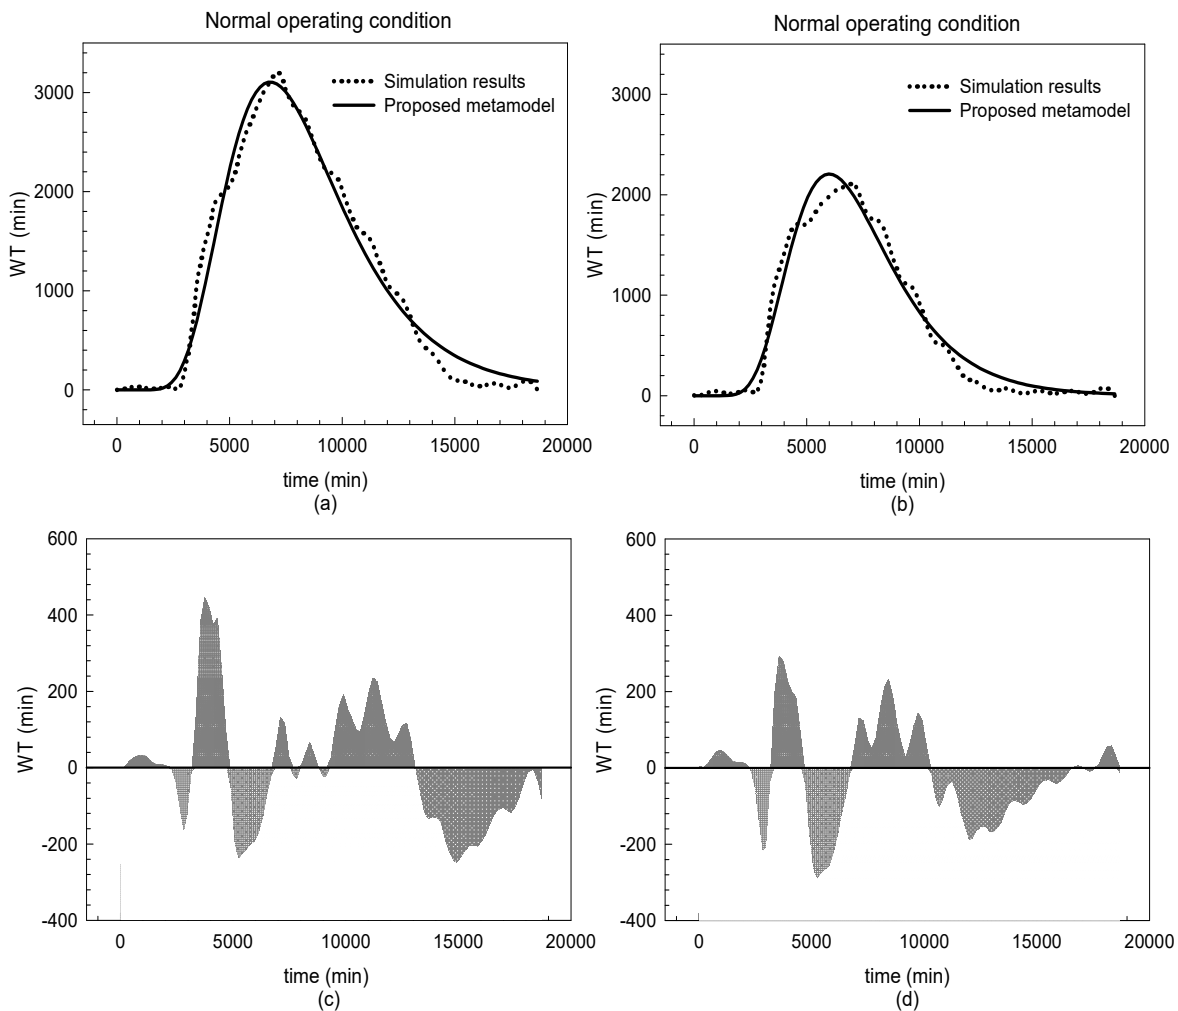 Normal operating condition
Simulation results
Proposed metamodel
3000
2000
1000
0
WT (min)
0 5000 10000 15000 20000
time (min)
(a)
Normal operating condition
Simulation results
Proposed metamodel
3000
2000
1000
0
WT (min)
0 5000 10000 15000 20000
time (min)
(b)
600
400
200
0
-200
-400
WT (min)
0 5000 10000 15000 20000
time (min)
(c)
600
400
200
0
-200
-400
WT (min)
0 5000 10000 15000 20000
time (min)
(d)